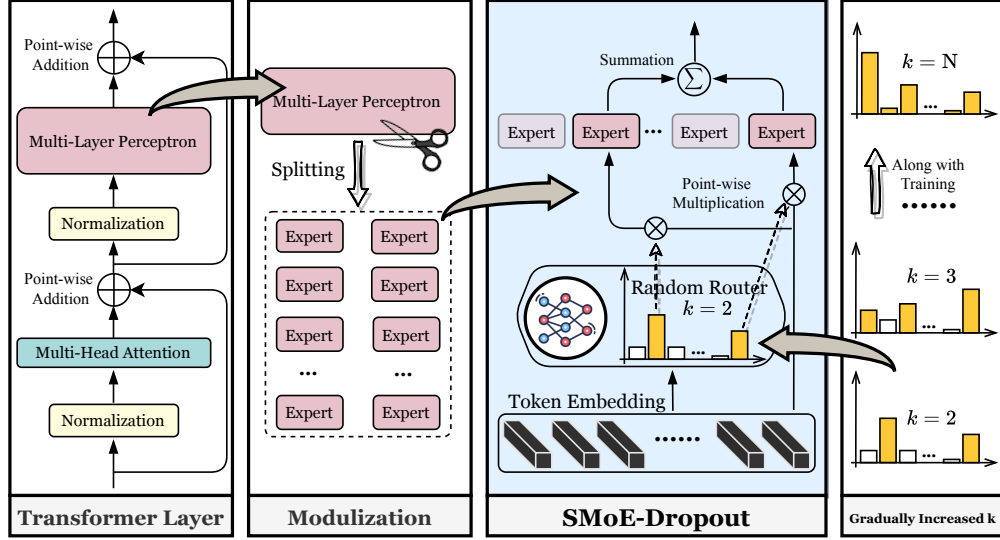 Point-wise
Addition
Multi-Layer Perceptron
Normalization
Point-wise
Addition
Multi-Head Attention
Normalization
Transformer Layer
Multi-Layer Perceptron
Splitting
Expert Expert
Expert Expert
Expert Expert
... ...
Expert Expert
Modulization
Summation
Σ
Expert Expert ... Expert Expert
Point-wise
Multiplication
Random Router
k = 2
...
Token Embedding
......
SMoE-Dropout
k = N
...
Along with
Training
......
k = 3
...
k = 2
...
Gradually Increased k